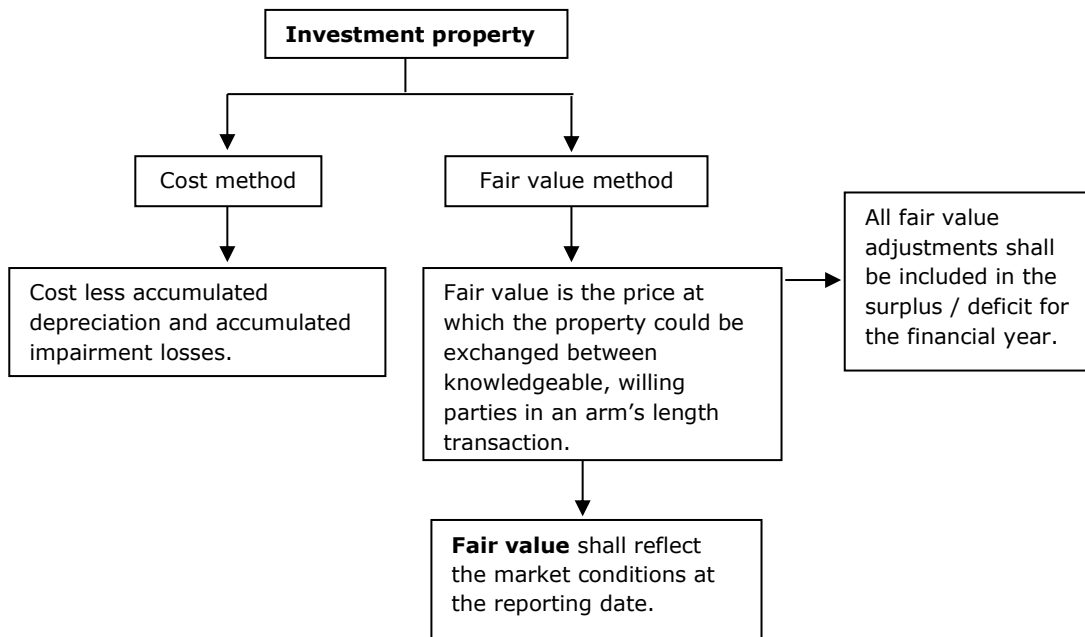 Investment property
Cost method
Fair value method
Cost less accumulated
depreciation and accumulated
impairment losses.
Fair value is the price at
which the property could be
exchanged between
knowledgeable, willing
parties in an arm’s length
transaction.
All fair value
adjustments shall
be included in the
surplus / deficit for
the financial year.
Fair value shall reflect
the market conditions at
the reporting date.